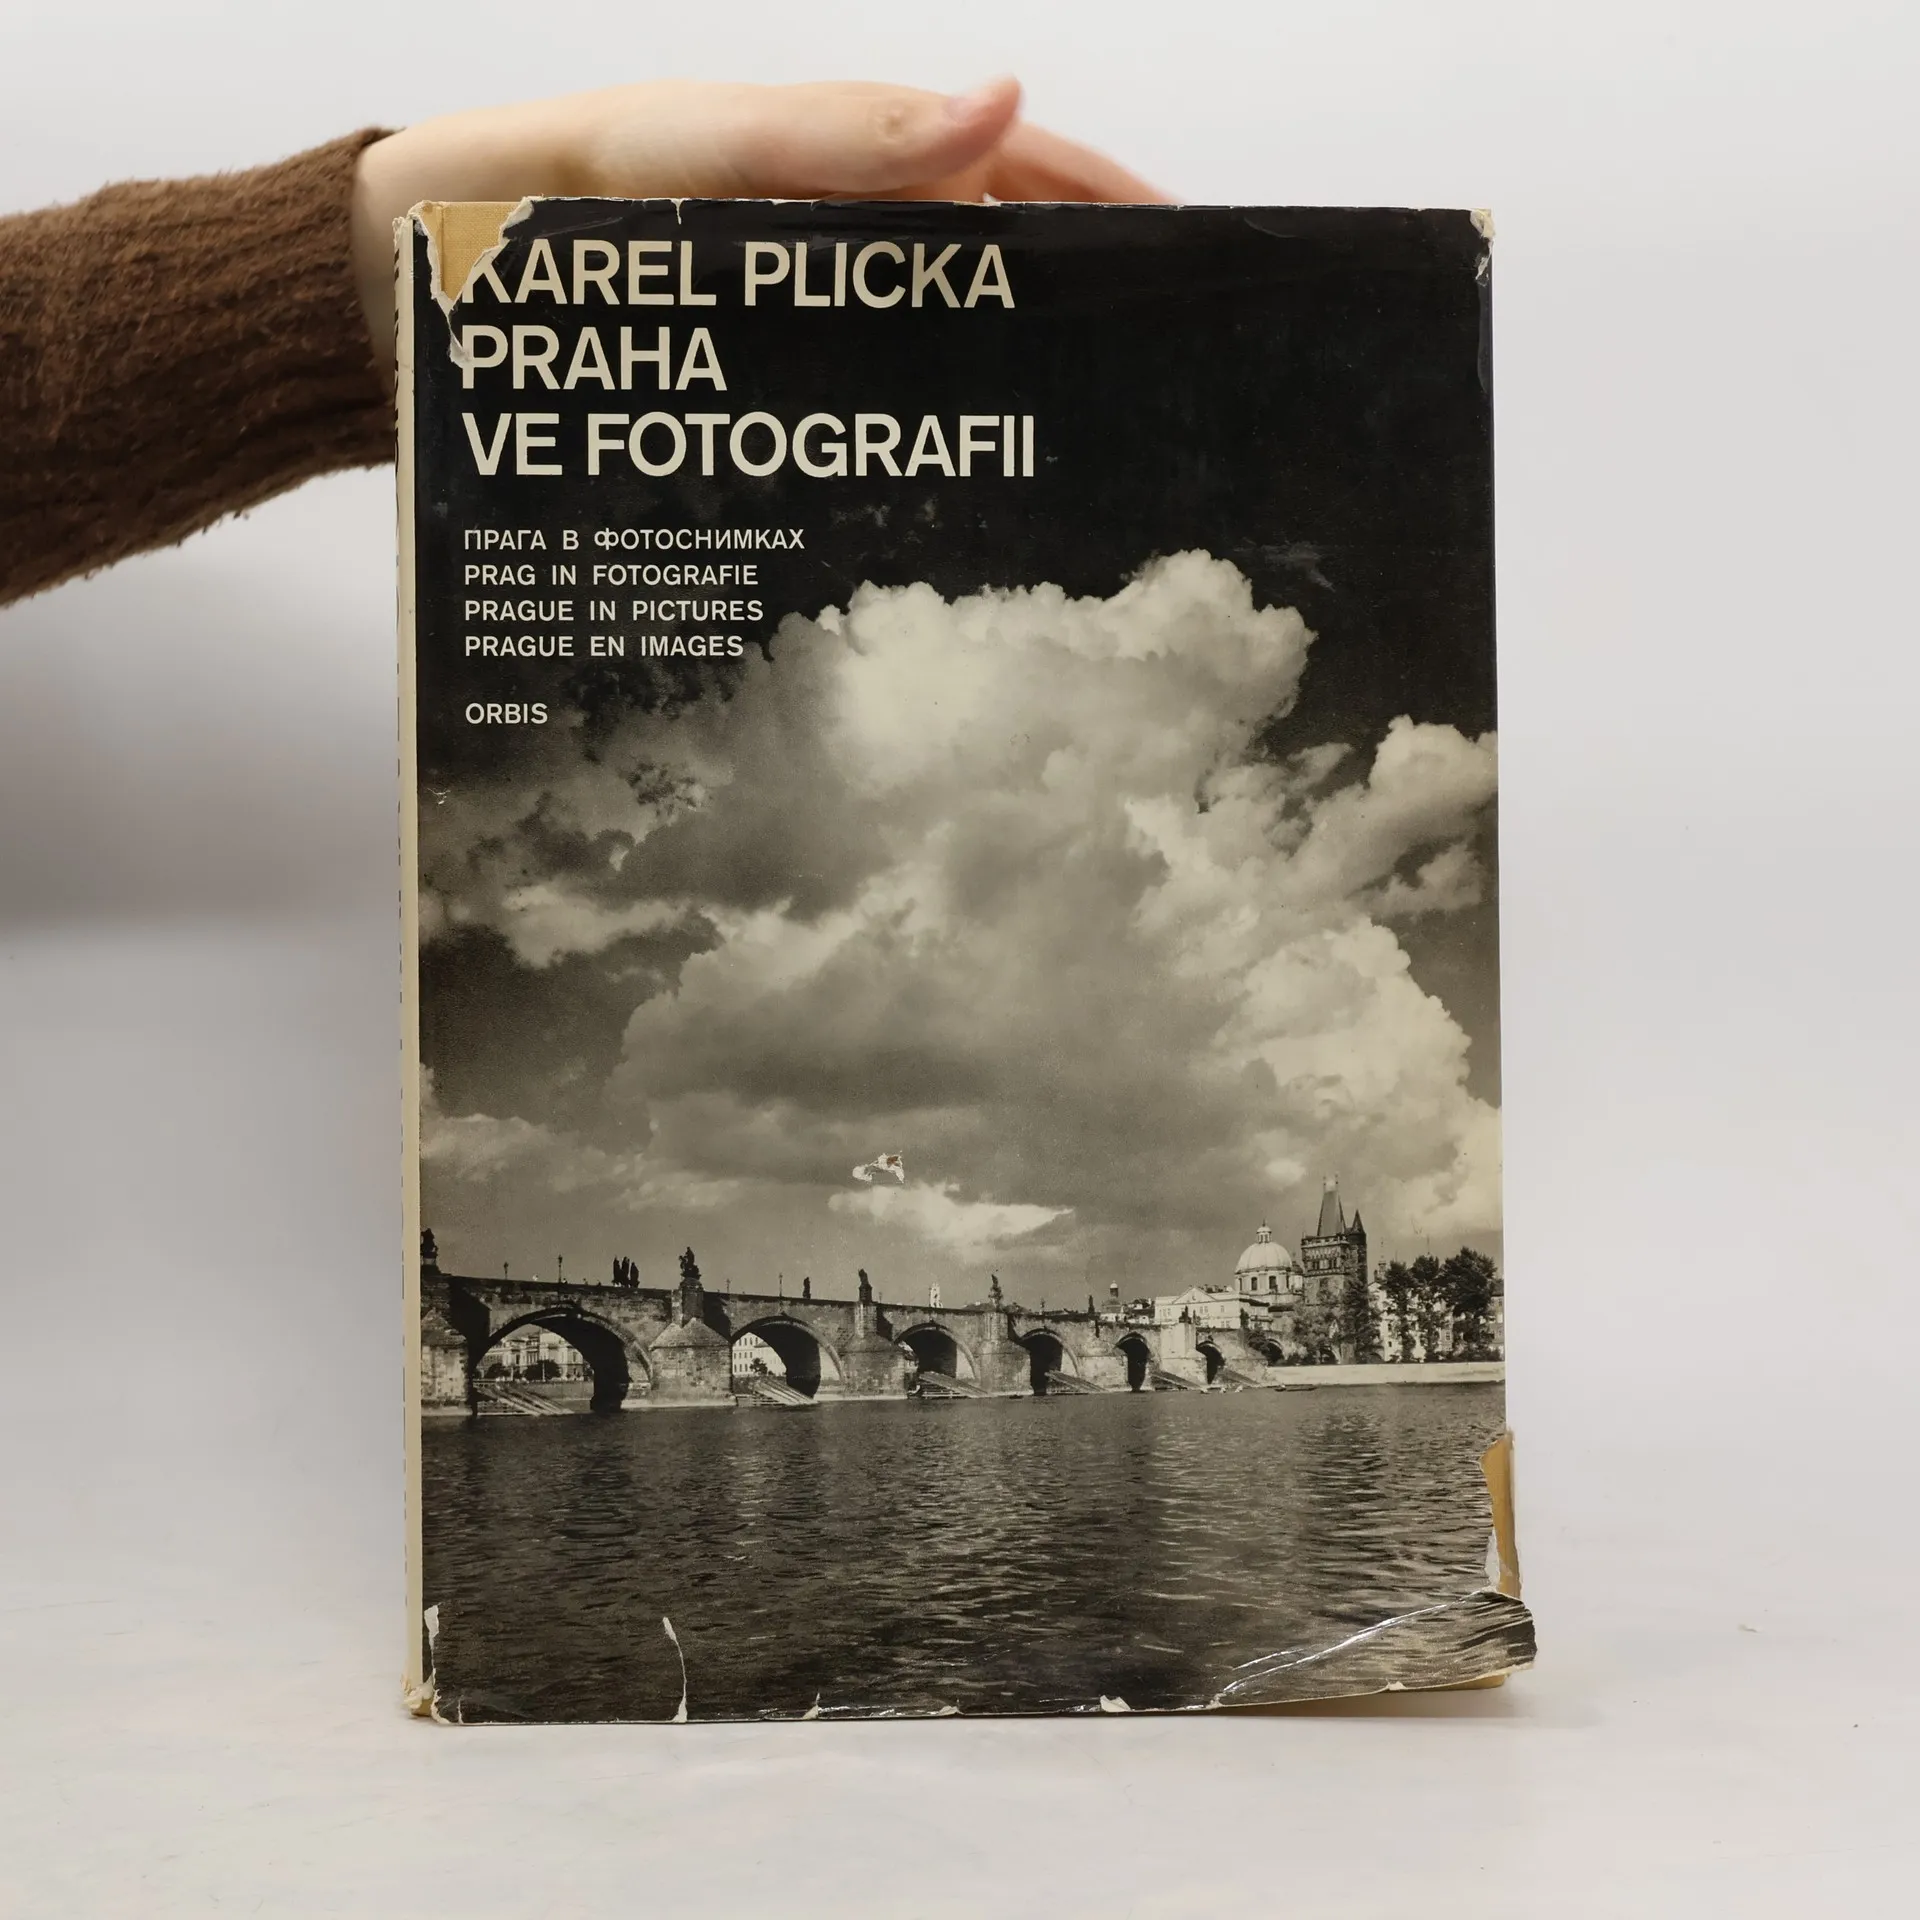 KAREL PLICKA
PRAHA
VE FOTOGRAFII
ПРАГА В ФОТОСНИМКАХ
PRAG IN FOTOGRAFIE
PRAGUE IN PICTURES
PRAGUE EN IMAGES
ORBIS